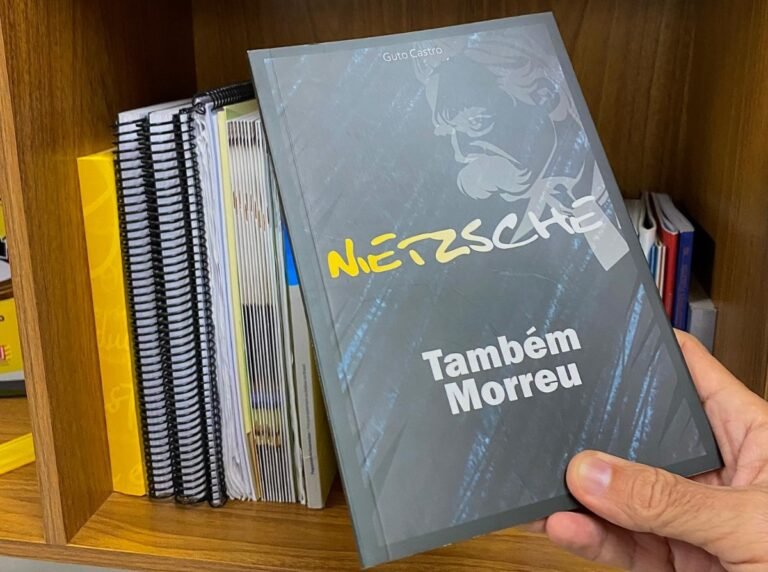 Guto Castro
NIETZSCHE
Também
Morreu